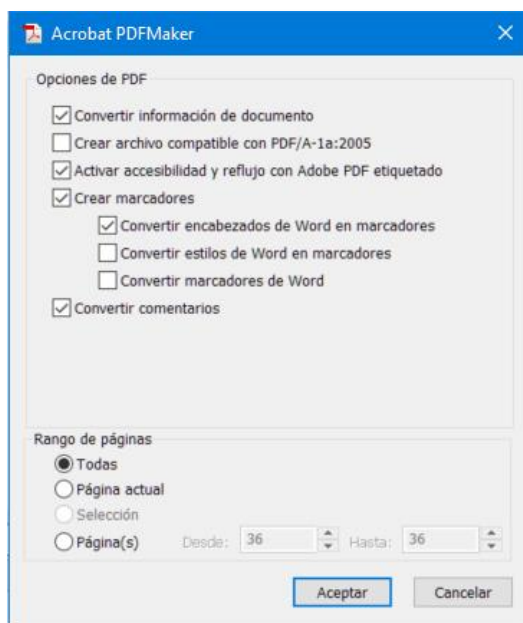 Acrobat PDFMaker
Opciones de PDF
Convertir información de documento
Crear archivo compatible con PDF/A-1a:2005
Activar accesibilidad y reflujo con Adobe PDF etiquetado
Crear marcadores
Convertir encabezados de Word en marcadores
Convertir estilos de Word en marcadores
Convertir marcadores de Word
Convertir comentarios
Rango de páginas
Todas
Página actual
Selección
Página(s) Desde: 36 Hasta: 36
Aceptar Cancelar